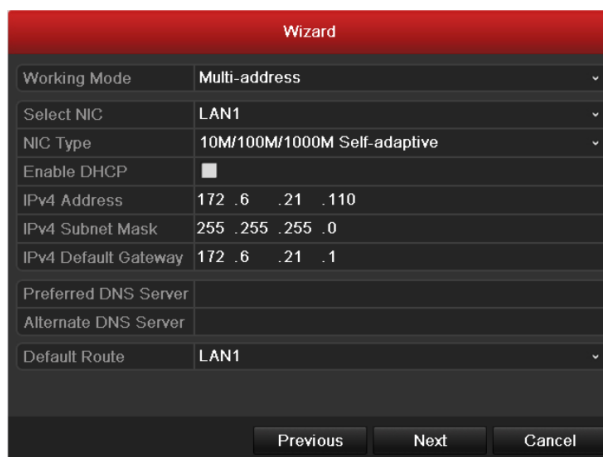 Wizard
Working Mode Multi-address
Select NIC LAN1
NIC Type 10M/100M/1000M Self-adaptive
Enable DHCP
IPv4 Address 172 .6 .21 .110
IPv4 Subnet Mask 255 .255 .255 .0
IPv4 Default Gateway 172 .6 .21 .1
Preferred DNS Server
Alternate DNS Server
Default Route LAN1
Previous Next Cancel